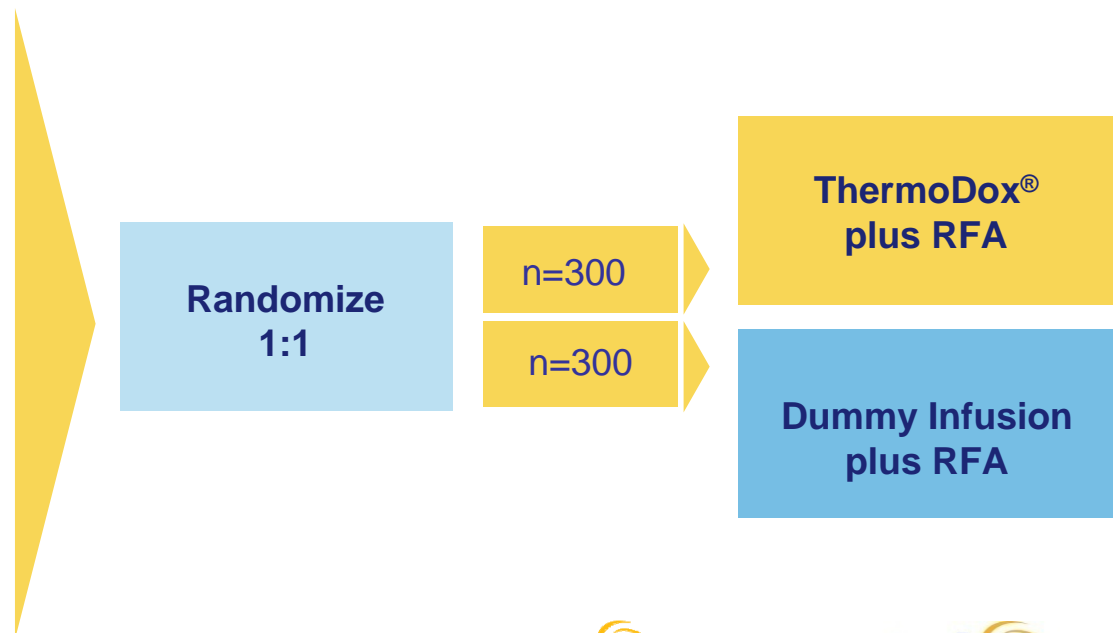 Randomize
1:1
n=300
n=300
ThermoDox®
plus RFA
Dummy Infusion
plus RFA